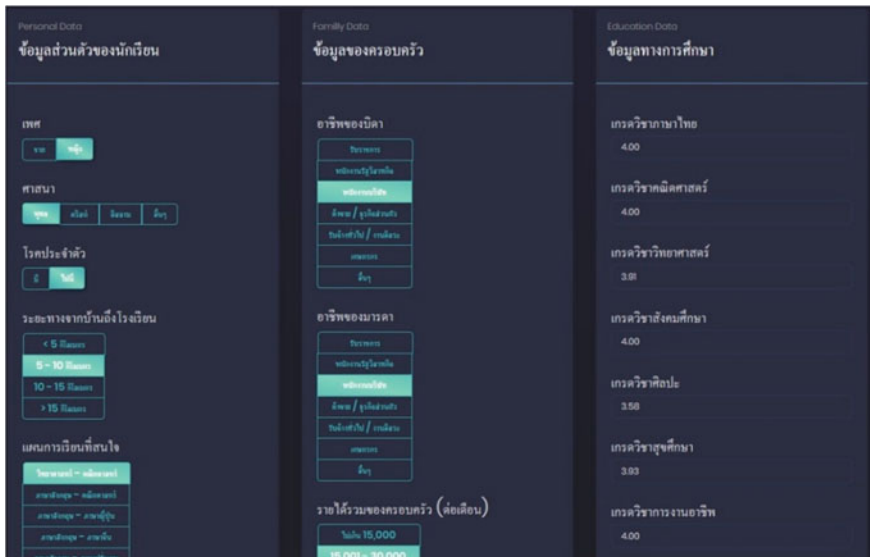 Personal Data
ข้อมูลส่วนตัวของนักเรียน
เพศ
ชาย หญิง
ศาสนา
พุทธ คริสต์ อิสลาม อื่นๆ
โรคประจำตัว
มี ไม่มี
ระยะทางจากบ้านถึงโรงเรียน
< 5 กิโลเมตร
5 - 10 กิโลเมตร
10 - 15 กิโลเมตร
> 15 กิโลเมตร
แผนการเรียนที่สนใจ
วิทยาศาสตร์ - คณิตศาสตร์
ภาษาอังกฤษ - คณิตศาสตร์
ภาษาอังกฤษ - ภาษาญี่ปุ่น
ภาษาอังกฤษ - ภาษาจีน
Familly Data
ข้อมูลของครอบครัว
อาชีพของบิดา
รับราชการ
พนักงานรัฐวิสาหกิจ
พนักงานบริษัท
ค้าขาย / ธุรกิจส่วนตัว
รับจ้างทั่วไป / งานอิสระ
เกษตรกร
อื่นๆ
อาชีพของมารดา
รับราชการ
พนักงานรัฐวิสาหกิจ
พนักงานบริษัท
ค้าขาย / ธุรกิจส่วนตัว
รับจ้างทั่วไป / งานอิสระ
เกษตรกร
อื่นๆ
รายได้รวมของครอบครัว (ต่อเดือน)
ไม่เกิน 15,000
15,001 - 30,000
Education Data
ข้อมูลทางการศึกษา
เกรดวิชาภาษาไทย
4.00
เกรดวิชาคณิตศาสตร์
4.00
เกรดวิชาวิทยาศาสตร์
3.91
เกรดวิชาสังคมศึกษา
4.00
เกรดวิชาศิลปะ
3.58
เกรดวิชาสุขศึกษา
3.93
เกรดวิชาการงานอาชีพ
4.00